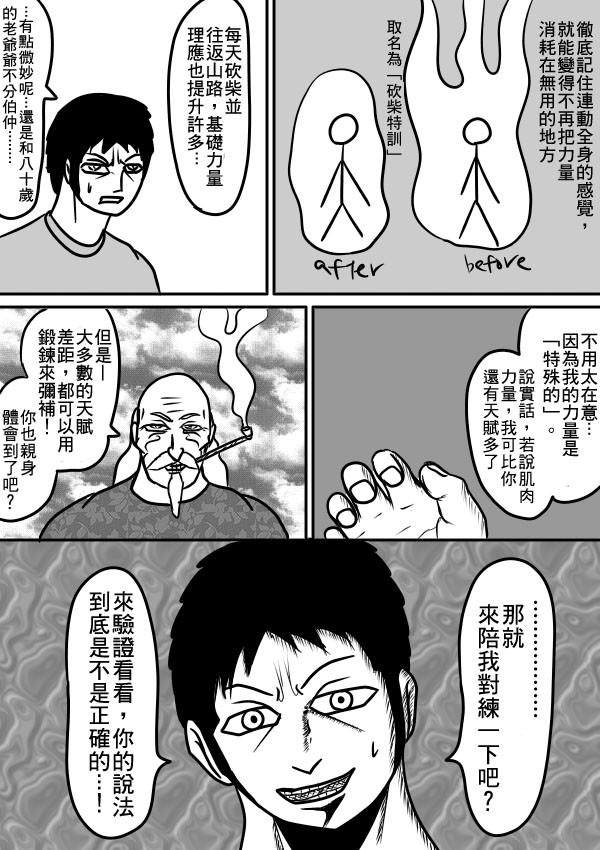 徹底記住連動全身的感覺，
就能變得不再把力量
消耗在無用的地方
取名為「砍柴特訓」
before
after
每天砍柴並
往返山路，基礎力量
理應也提升許多…
…有點微妙呢…還是和八十歲
的老爺爺不分伯仲………
不用太在意…
因為我的力量是
「特殊的」。
說實話，若說肌肉
力量，我可比你
還有天賦多了
但是—
大多數的天賦
差距，都可以用
鍛鍊來彌補！
你也親身
體會到了吧？
………………
那就
來陪我對練一下吧？
來驗證看看，你的說法
到底是不是正確的…！